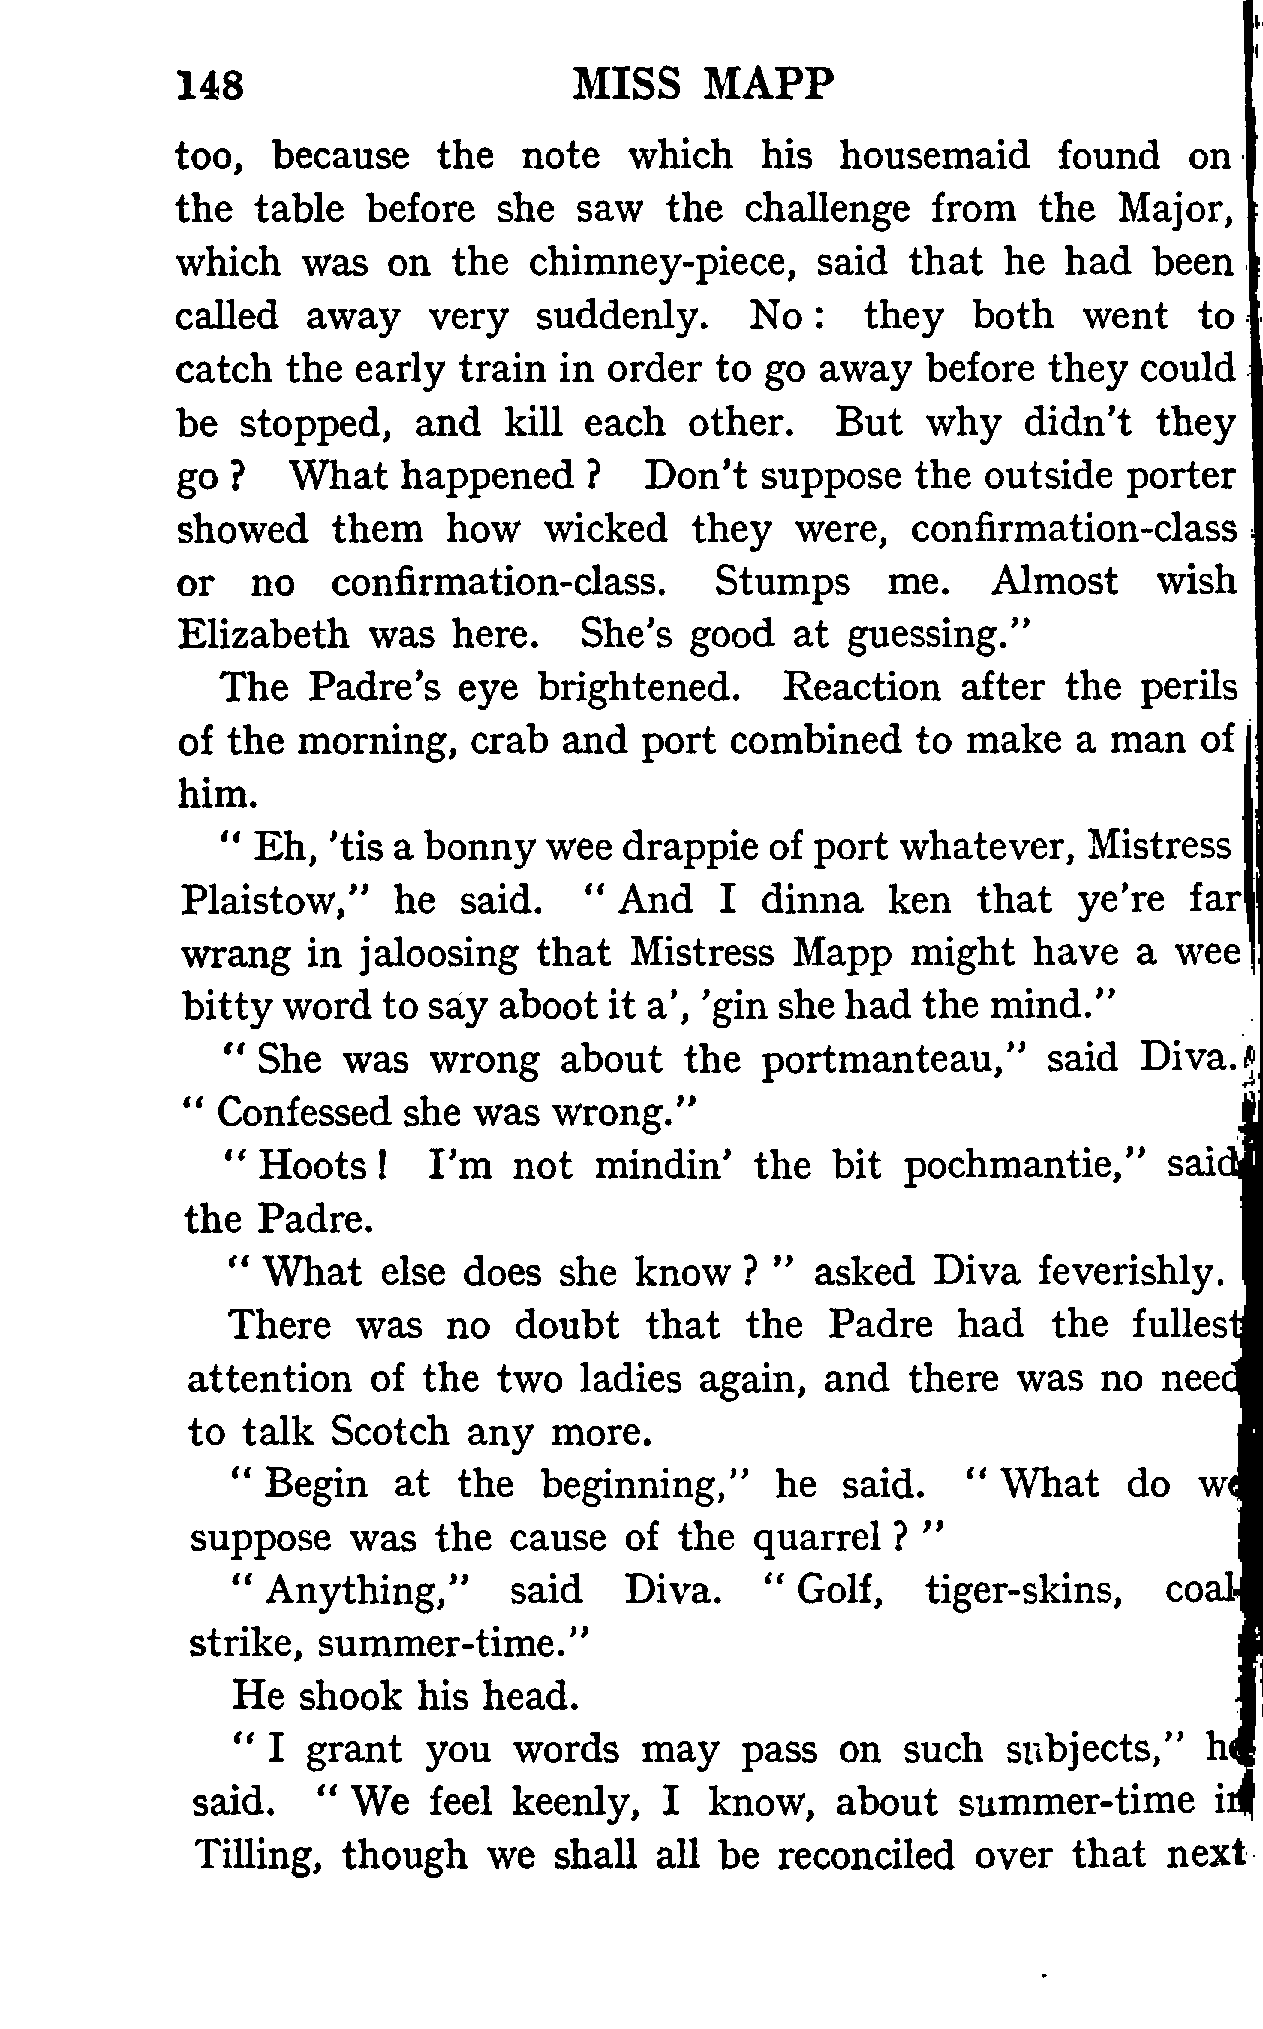 148 MISS MAPP
too, because the note which his housemaid found on
the table before she saw the challenge from the Major,
which was on the chimney-piece, said that he had been
called away very suddenly. No : they both went to
catch the early train in order to go away before they could
be stopped, and kill each other. But why didn't they
go ? What happened ? Don't suppose the outside porter
showed them how wicked they were, confirmation-class
or no confirmation-class. Stumps me. Almost wish
Elizabeth was here. She's good at guessing."
The Padre's eye brightened. Reaction after the perils
of the morning, crab and port combined to make a man of
him.
" Eh, 'tis a bonny wee drappie of port whatever, Mistress
Plaistow," he said. " And I dinna ken that ye're far
wrang in jaloosing that Mistress Mapp might have a wee
bitty word to say aboot it a', 'gin she had the mind."
" She was wrong about the portmanteau," said Diva.
" Confessed she was wrong."
" Hoots ! I'm not mindin' the bit pochmantie," said
the Padre.
" What else does she know ? " asked Diva feverishly.
There was no doubt that the Padre had the fullest
attention of the two ladies again, and there was no need
to talk Scotch any more.
" Begin at the beginning," he said. " What do we
suppose was the cause of the quarrel ? "
" Anything," said Diva. " Golf, tiger-skins, coal-
strike, summer-time."
He shook his head.
" I grant you words may pass on such subjects," he
said. " We feel keenly, I know, about summer-time in
Tilling, though we shall all be reconciled over that next